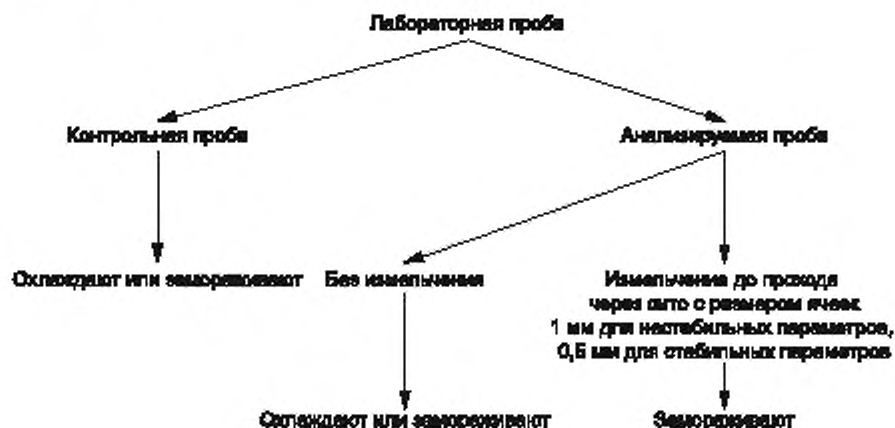 Лабораторная проба
Контрольная проба
Анализируемая проба
Охлаждают или замораживают
Без измельчения
Измельчение до прохода
через сито с размером ячеек
1 мм для нестабильных параметров,
0,5 мм для стабильных параметров
Охлаждают или замораживают
Замораживают